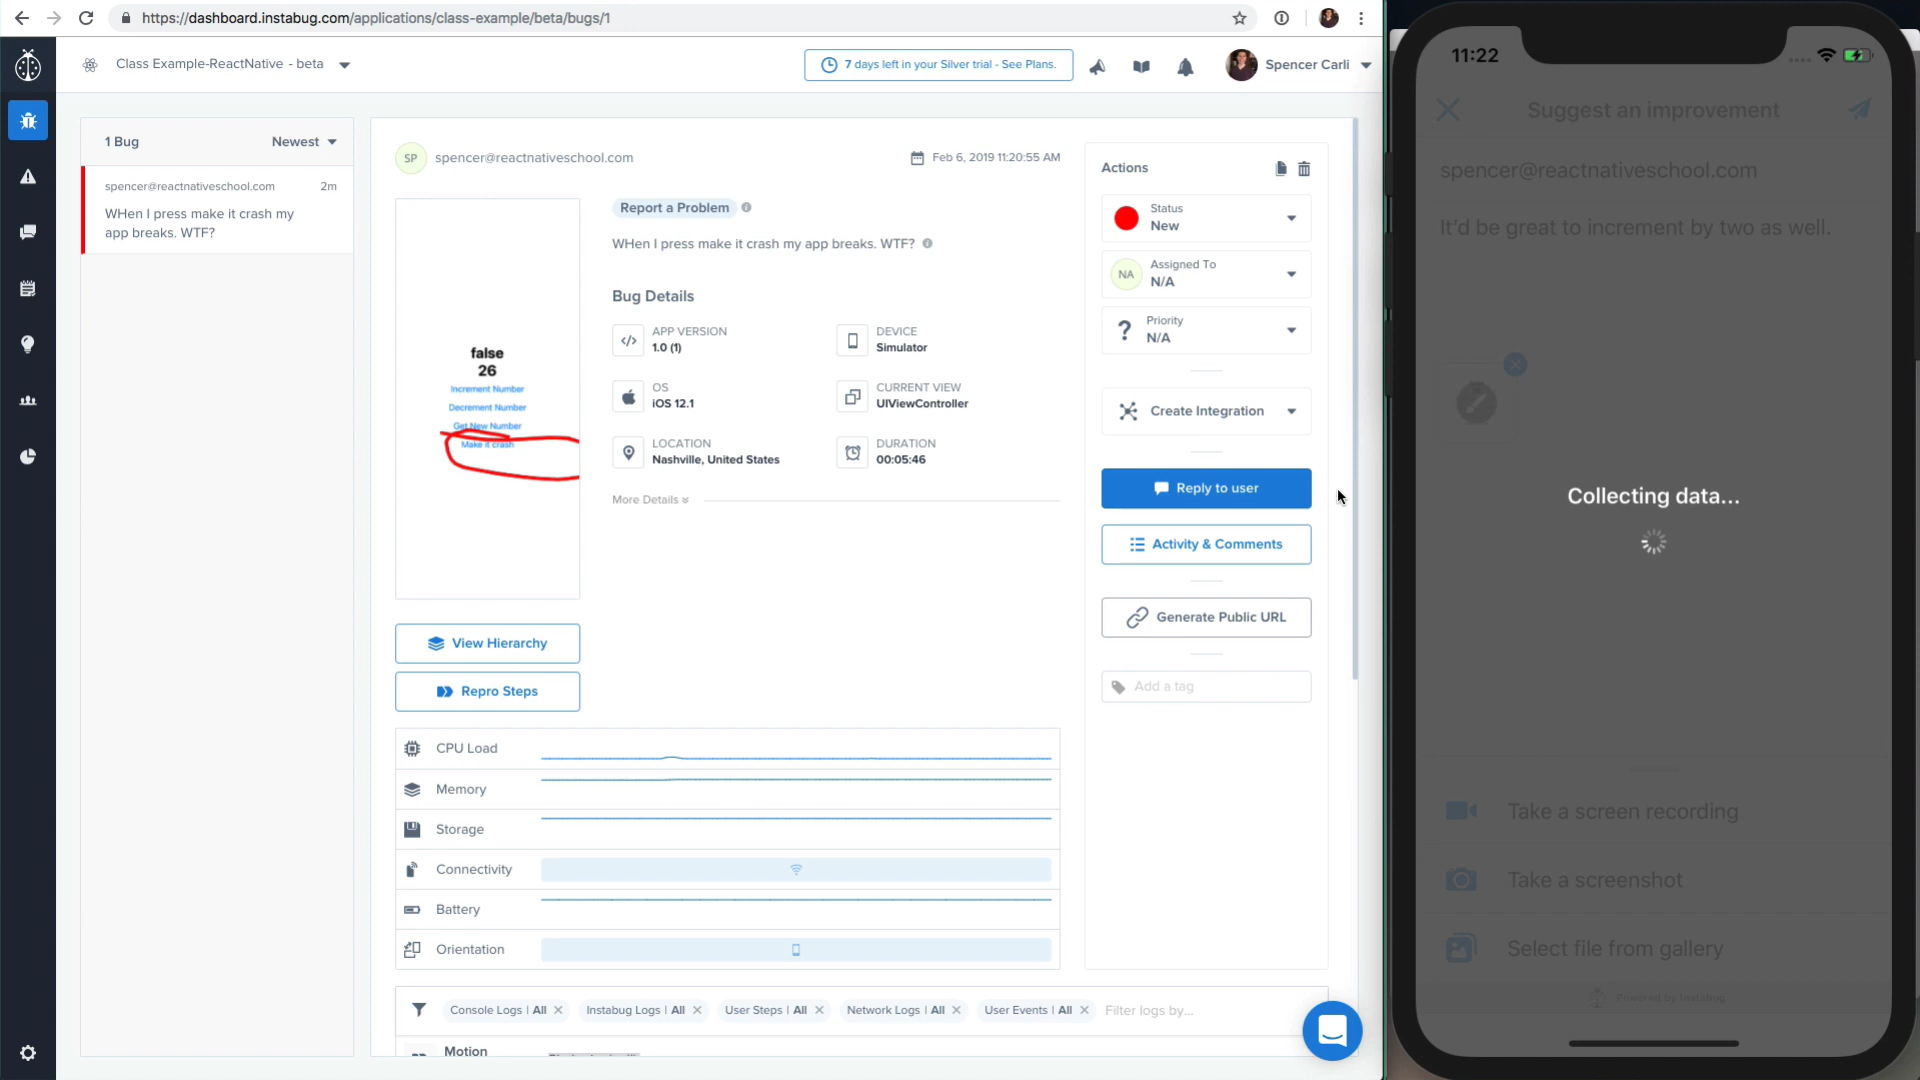 https://dashboard.instabug.com/applications/class-example/beta/bugs/1
Class Example-ReactNative - beta
7 days left in your Silver trial - See Plans.
Spencer Carli
1 Bug
Newest
spencer@reactnativeschool.com
2m
WHen I press make it crash my
app breaks. WTF?
SP
spencer@reactnativeschool.com
Feb 6, 2019 11:20:55 AM
false
26
Increment Number
Decrement Number
Get New Number
Make it crash
Report a Problem
WHen I press make it crash my app breaks. WTF?
Bug Details
APP VERSION
1.0 (1)
DEVICE
Simulator
OS
iOS 12.1
CURRENT VIEW
UIViewController
LOCATION
Nashville, United States
DURATION
00:05:46
More Details
View Hierarchy
Repro Steps
CPU Load
Memory
Storage
Connectivity
Battery
Orientation
Console Logs | All
Instabug Logs | All
User Steps | All
Network Logs | All
User Events | All
Filter logs by...
Motion
Actions
Status
New
NA
Assigned To
N/A
?
Priority
N/A
Create Integration
Reply to user
Activity & Comments
Generate Public URL
Add a tag
11:22
Suggest an improvement
spencer@reactnativeschool.com
It'd be great to increment by two as well.
Collecting data...
Take a screen recording
Take a screenshot
Select file from gallery
Powered by Instabug